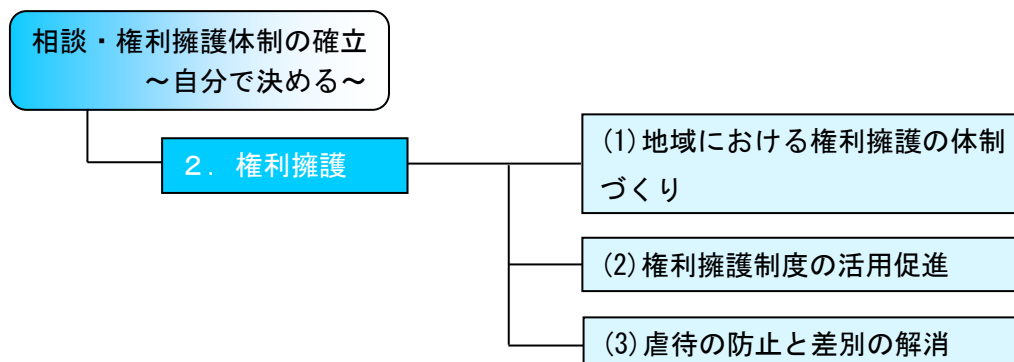 相談・権利擁護体制の確立
～自分で決める～
２．権利擁護
(1)地域における権利擁護の体制
づくり
(2)権利擁護制度の活用促進
(3)虐待の防止と差別の解消